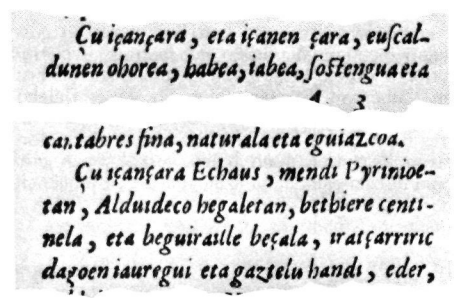 Çu içançara, eta içanen çara, euſcal-
dunen ohorea, habea, iabea, ſoſtengua eta
A 3
cantabres fina, naturala eta eguiazcoa.
Çu içançara Echaus, mendi Pyrinioe-
tan, Alduideco hegaletan, bethiere centi-
nela, eta beguiraille beçala, iratçarriric
dagoen iauregui eta gaztelu handi, eder,